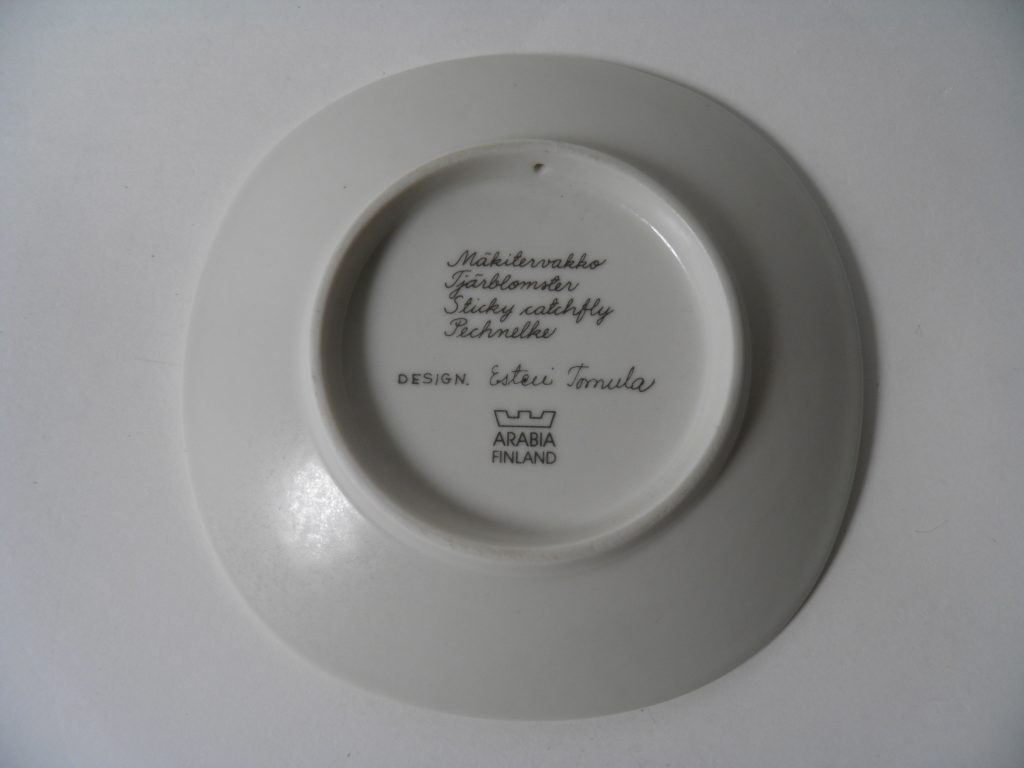 Mäkitervakko
Tjärblomster
Sticky catchfly
Pechnelke
DESIGN. Esteri Tomula
ARABIA
FINLAND